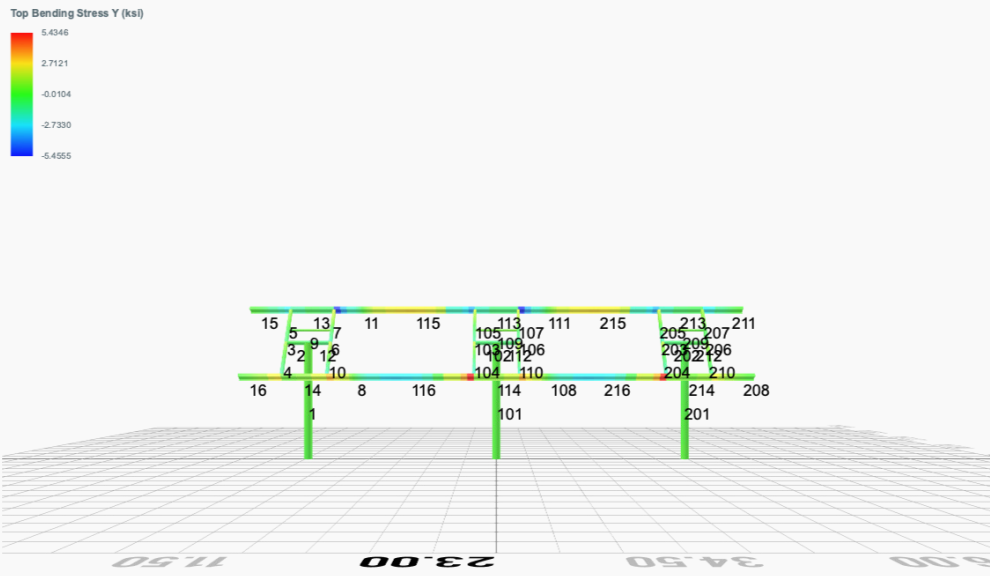 Top Bending Stress Y (ksi)
5.4346
2.7121
-0.0104
-2.7330
-5.4555
15 13 11 115 113 111 215 213 211
5 7 105 107 205 207
9 109 209
3 6 103 106 203
2 12 102 112 202 212
4 10 104 110 204 210
16 14 8 116 114 108 216 214 208
1 101 201
11.50 23.00 34.50